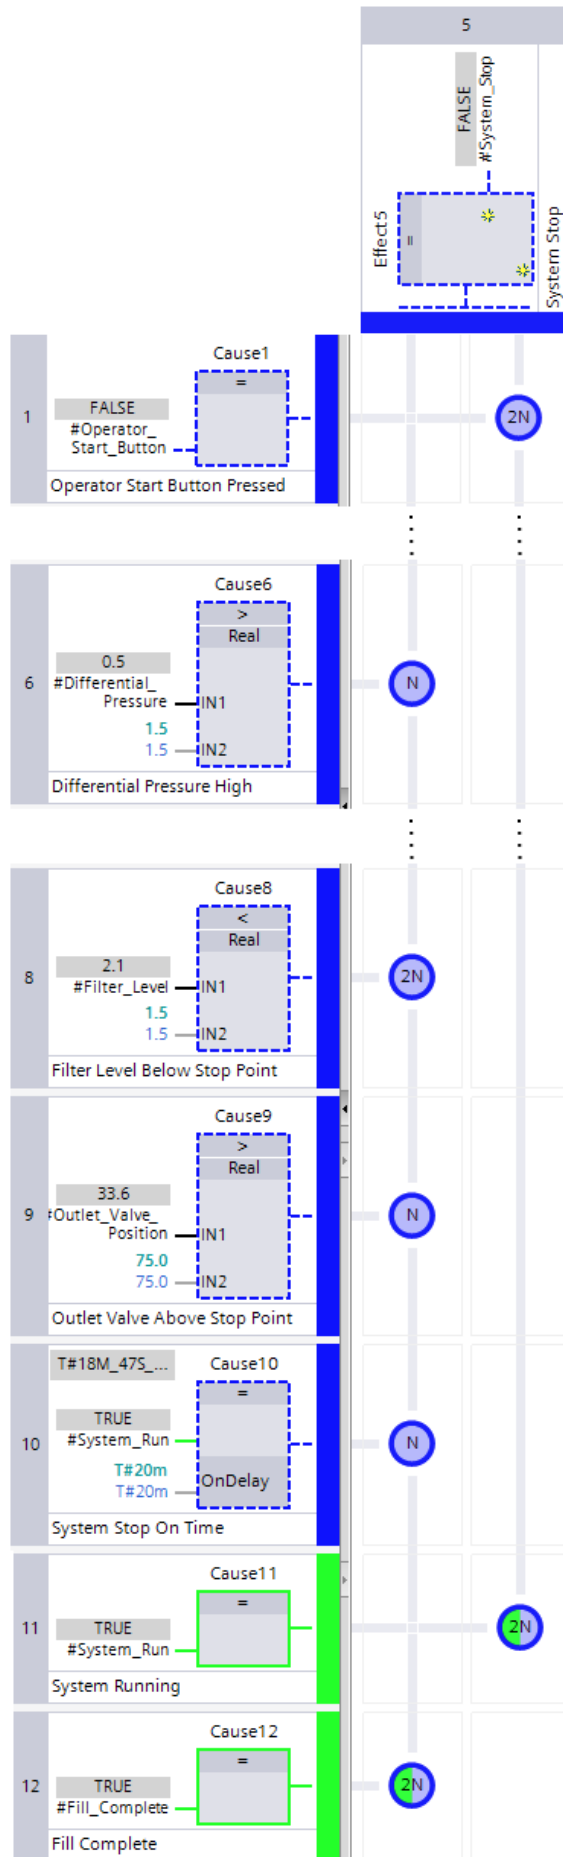 5
FALSE
#System_Stop
Effect5
=
System Stop
Cause1
=
1
FALSE
#Operator_
Start_Button
2N
Operator Start Button Pressed
Cause6
>
Real
6
0.5
#Differential_
Pressure
IN1
1.5
1.5
IN2
N
Differential Pressure High
Cause8
<
Real
8
2.1
#Filter_Level
IN1
1.5
1.5
IN2
2N
Filter Level Below Stop Point
Cause9
>
Real
9
33.6
#Outlet_Valve_
Position
IN1
75.0
75.0
IN2
N
Outlet Valve Above Stop Point
T#18M_47S_...
Cause10
=
10
TRUE
#System_Run
T#20m
T#20m
OnDelay
N
System Stop On Time
Cause11
=
11
TRUE
#System_Run
2N
System Running
Cause12
=
12
TRUE
#Fill_Complete
2N
Fill Complete